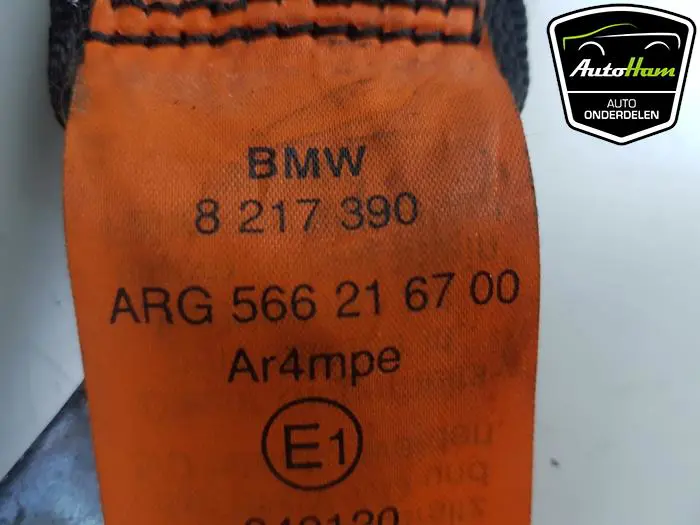 AutoHam
AUTO
ONDERDELEN
BMW
8 217 390
ARG 566 21 67 00
Ar4mpe
E1